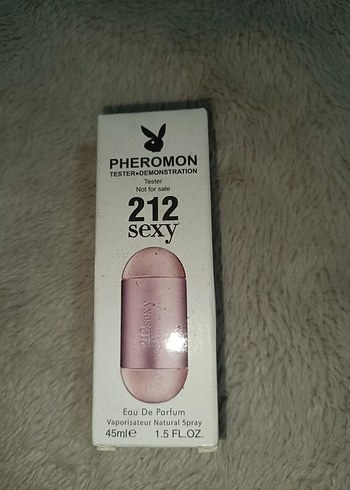 PHEROMON
TESTER●DEMONSTRATION
Tester
Not for sale
212
sexy
212sexy
Eau De Parfum
Vaporisateur Natural Spray
45ml℮ 1.5 FL.OZ.